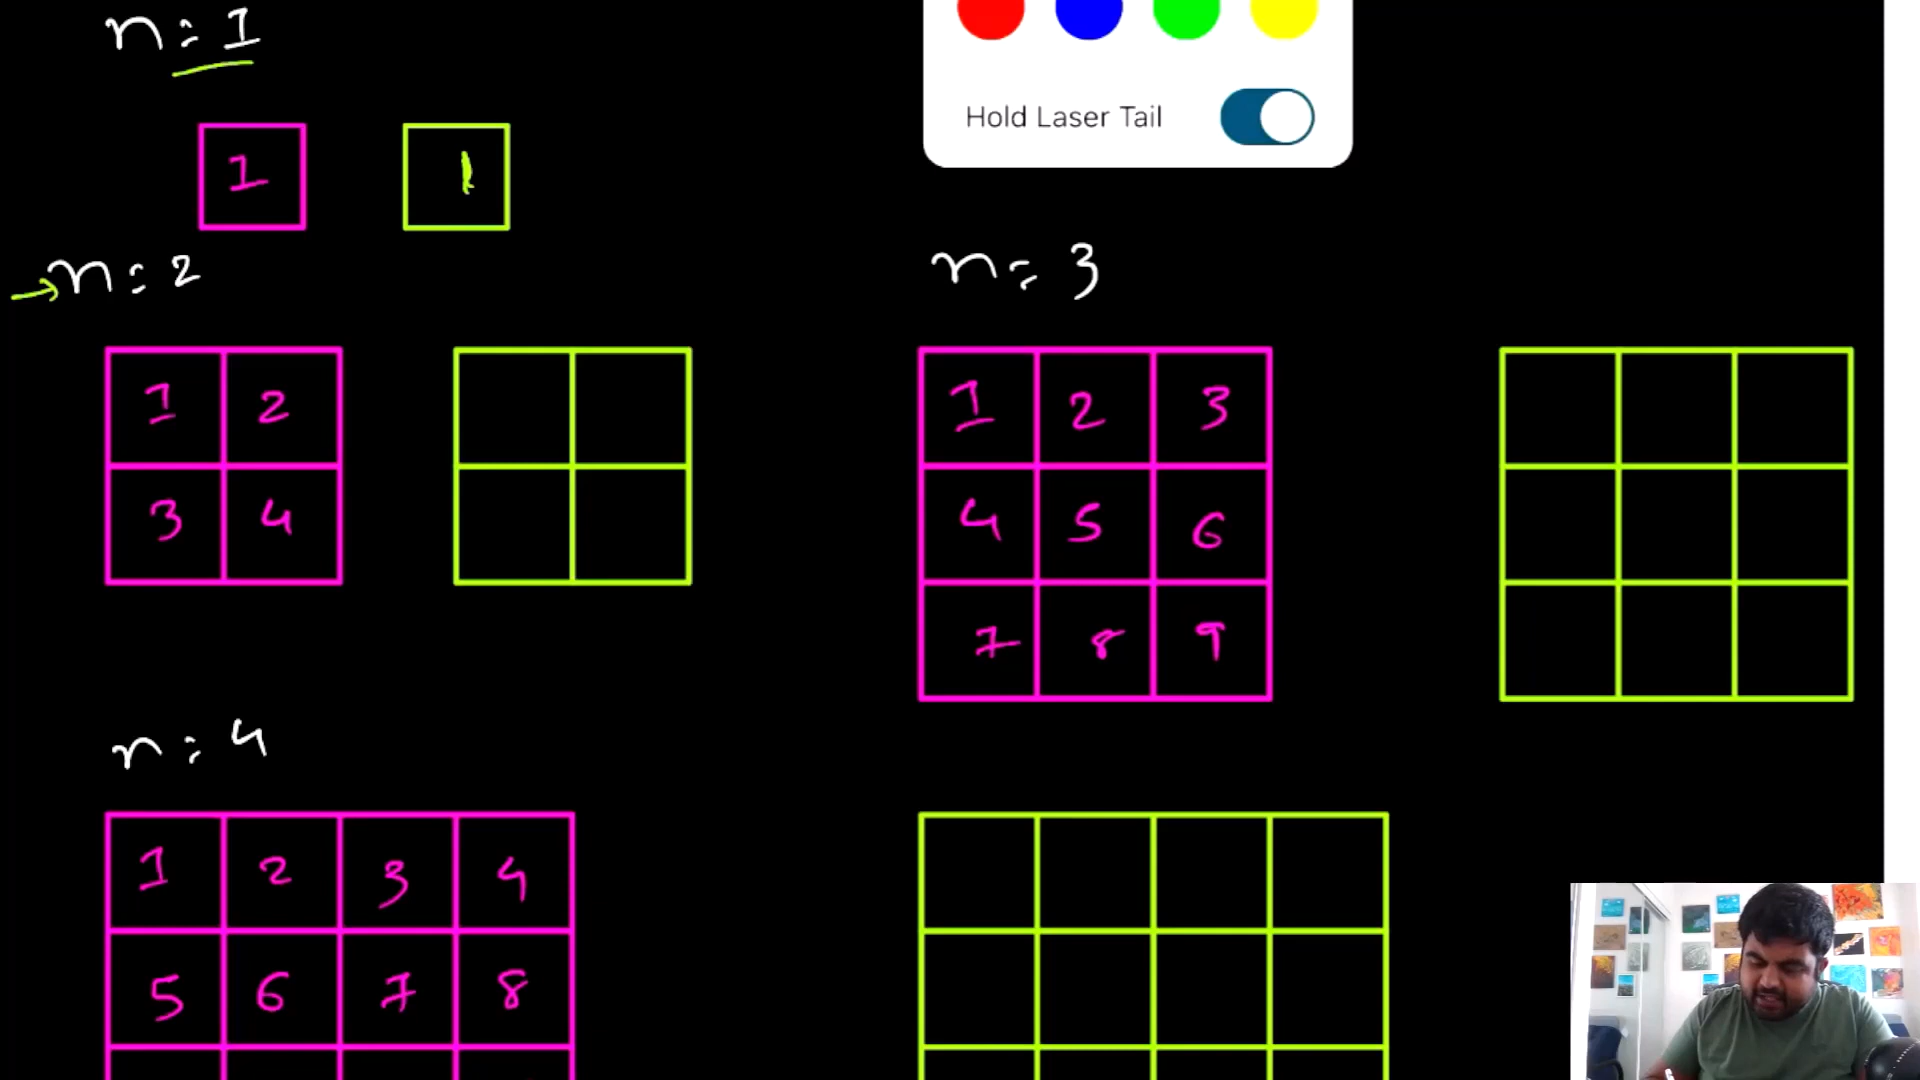 n = 1
Hold Laser Tail
1 1
n = 2
n = 3
1 2
3 4
1 2 3
4 5 6
7 8 9
n = 4
1 2 3 4
5 6 7 8